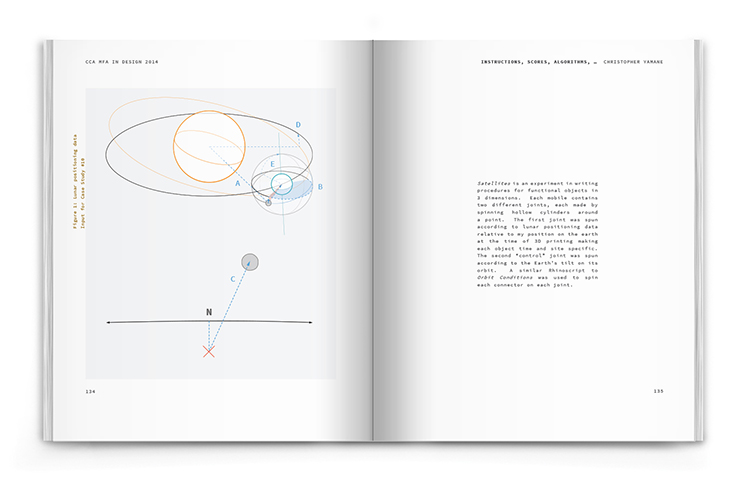 CCA MFA IN DESIGN 2014
Figure 1: Lunar positioning data
Input for Case Study #10
D
E
A
B
C
N
134
INSTRUCTIONS, SCORES, ALGORITHMS, … CHRISTOPHER YAMANE
Satellites is an experiment in writing
procedures for functional objects in
3 dimensions. Each mobile contains
two different joints, each made by
spinning hollow cylinders around
a point. The first joint was spun
according to lunar positioning data
relative to my position on the earth
at the time of 3D printing making
each object time and site specific.
The second "control" joint was spun
according to the Earth's tilt on its
orbit. A similar Rhinoscript to
Orbit Conditions was used to spin
each connector on each joint.
135